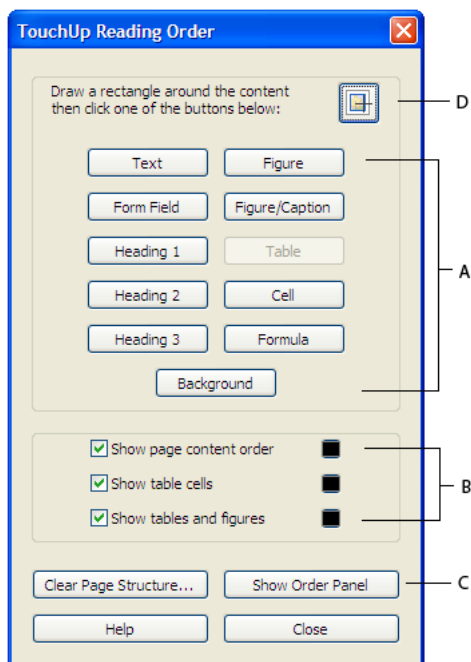 TouchUp Reading Order
Draw a rectangle around the content
then click one of the buttons below:
D
Text Figure
Form Field Figure/Caption
Heading 1 Table
A
Heading 2 Cell
Heading 3 Formula
Background
Show page content order
Show table cells
B
Show tables and figures
Clear Page Structure... Show Order Panel
C
Help Close